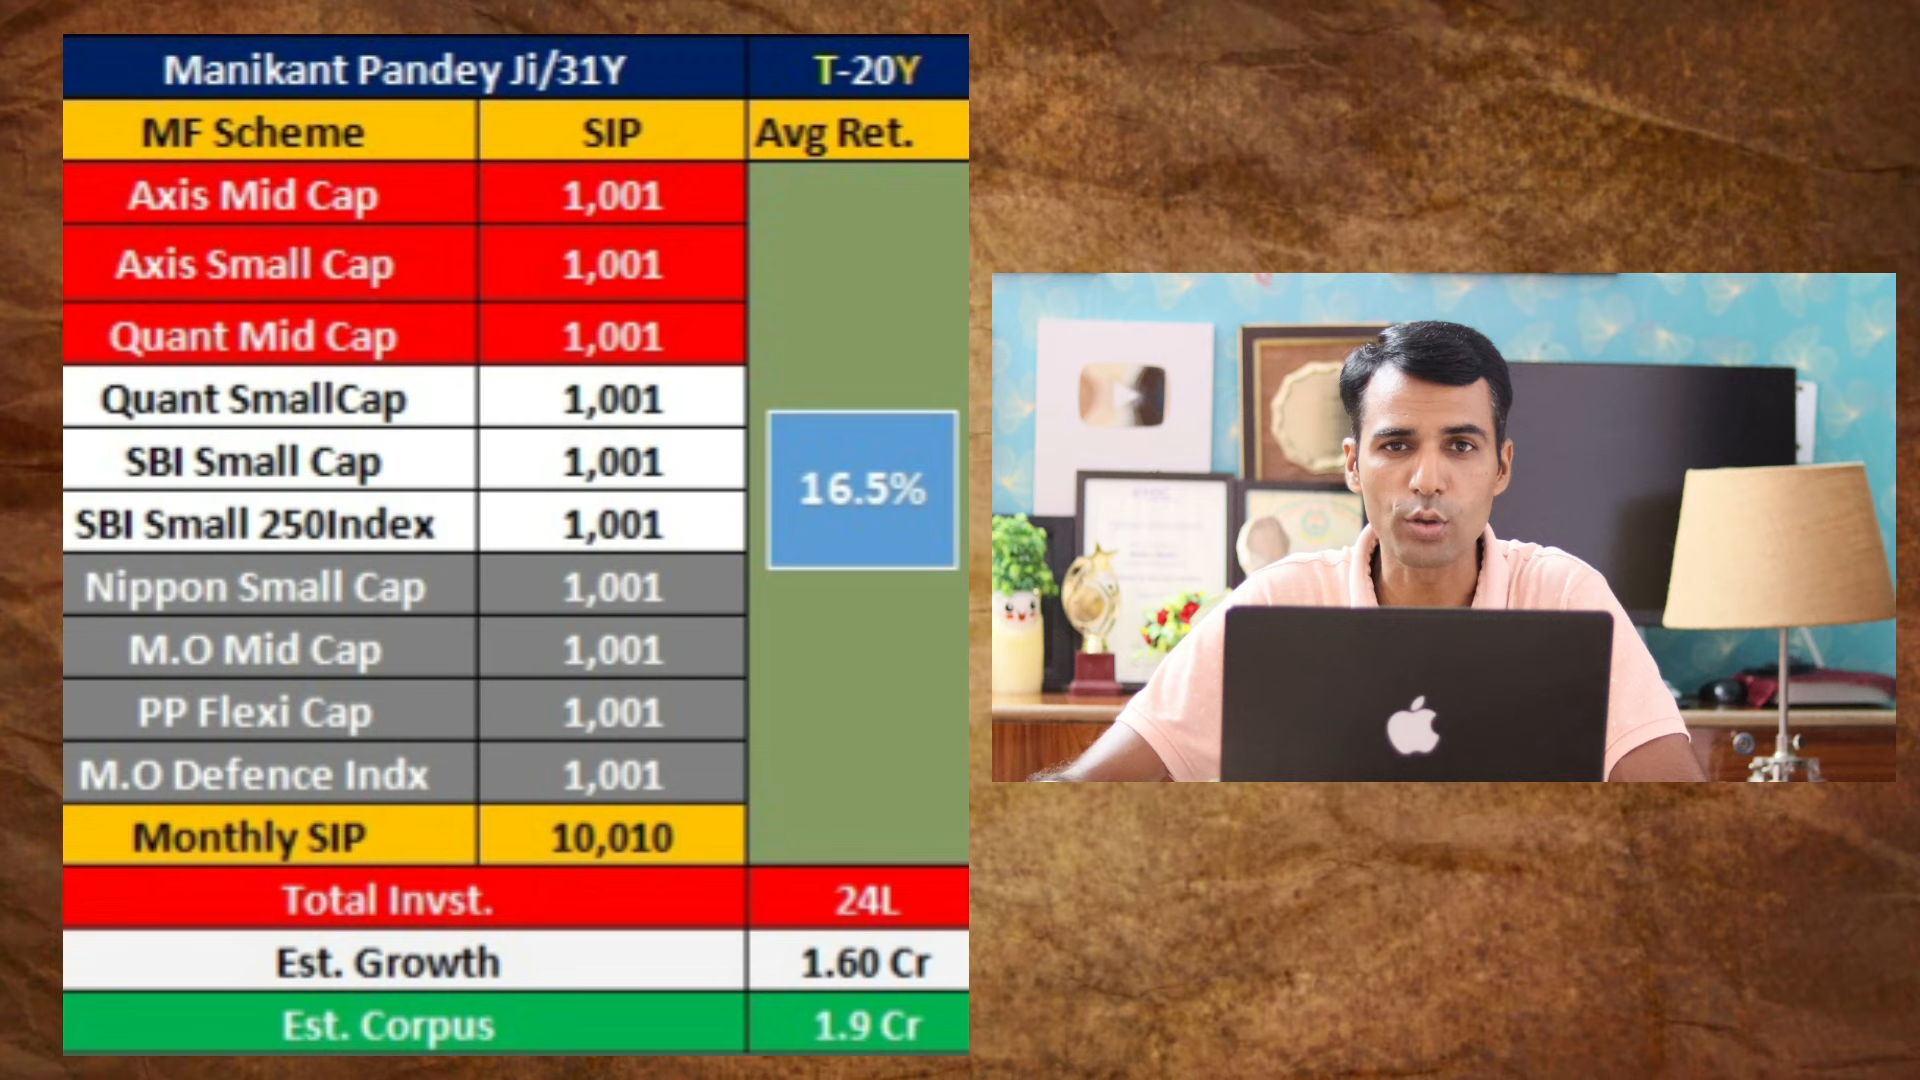 Manikant Pandey Ji/31Y T-20Y
MF Scheme SIP Avg Ret.
Axis Mid Cap 1,001
Axis Small Cap 1,001
Quant Mid Cap 1,001
Quant SmallCap 1,001
SBI Small Cap 1,001
16.5%
SBI Small 250Index 1,001
Nippon Small Cap 1,001
M.O Mid Cap 1,001
PP Flexi Cap 1,001
M.O Defence Indx 1,001
Monthly SIP 10,010
Total Invst. 24L
Est. Growth 1.60 Cr
Est. Corpus 1.9 Cr